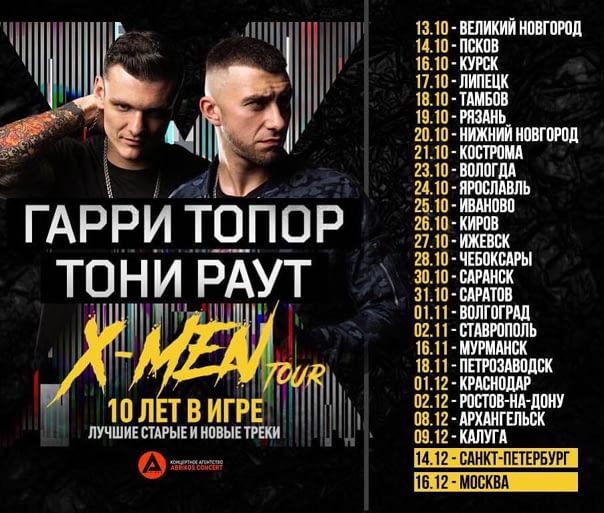 ГАРРИ ТОПОР
ТОНИ РАУТ
X-MEN TOUR
10 ЛЕТ В ИГРЕ
ЛУЧШИЕ СТАРЫЕ И НОВЫЕ ТРЕКИ
КОНЦЕРТНОЕ АГЕНТСТВО
ABRIKOS CONCERT
13.10 - ВЕЛИКИЙ НОВГОРОД
14.10 - ПСКОВ
16.10 - КУРСК
17.10 - ЛИПЕЦК
18.10 - ТАМБОВ
19.10 - РЯЗАНЬ
20.10 - НИЖНИЙ НОВГОРОД
21.10 - КОСТРОМА
23.10 - ВОЛОГДА
24.10 - ЯРОСЛАВЛЬ
25.10 - ИВАНОВО
26.10 - КИРОВ
27.10 - ИЖЕВСК
28.10 - ЧЕБОКСАРЫ
30.10 - САРАНСК
31.10 - САРАТОВ
01.11 - ВОЛГОГРАД
02.11 - СТАВРОПОЛЬ
16.11 - МУРМАНСК
18.11 - ПЕТРОЗАВОДСК
01.12 - КРАСНОДАР
02.12 - РОСТОВ-НА-ДОНУ
08.12 - АРХАНГЕЛЬСК
09.12 - КАЛУГА
14.12 - САНКТ-ПЕТЕРБУРГ
16.12 - МОСКВА